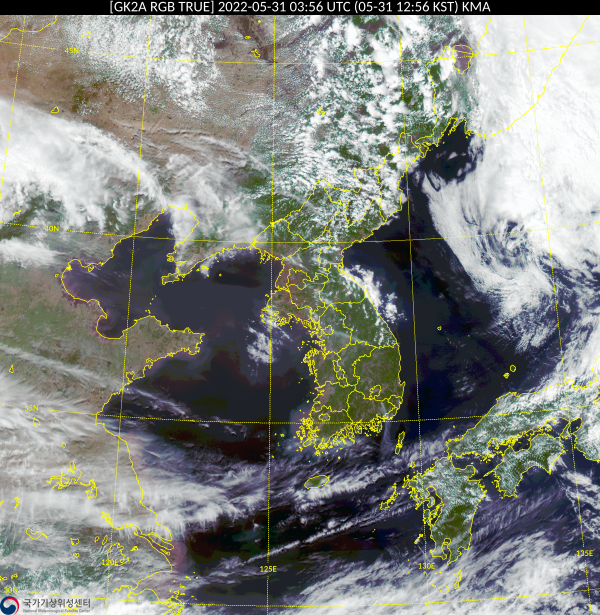 [GK2A RGB TRUE] 2022-05-31 03:56 UTC (05-31 12:56 KST) KMA
45N
40N
35N
30N
120E
125E
130E
135E
국가기상위성센터
National Meteorological Satellite Center